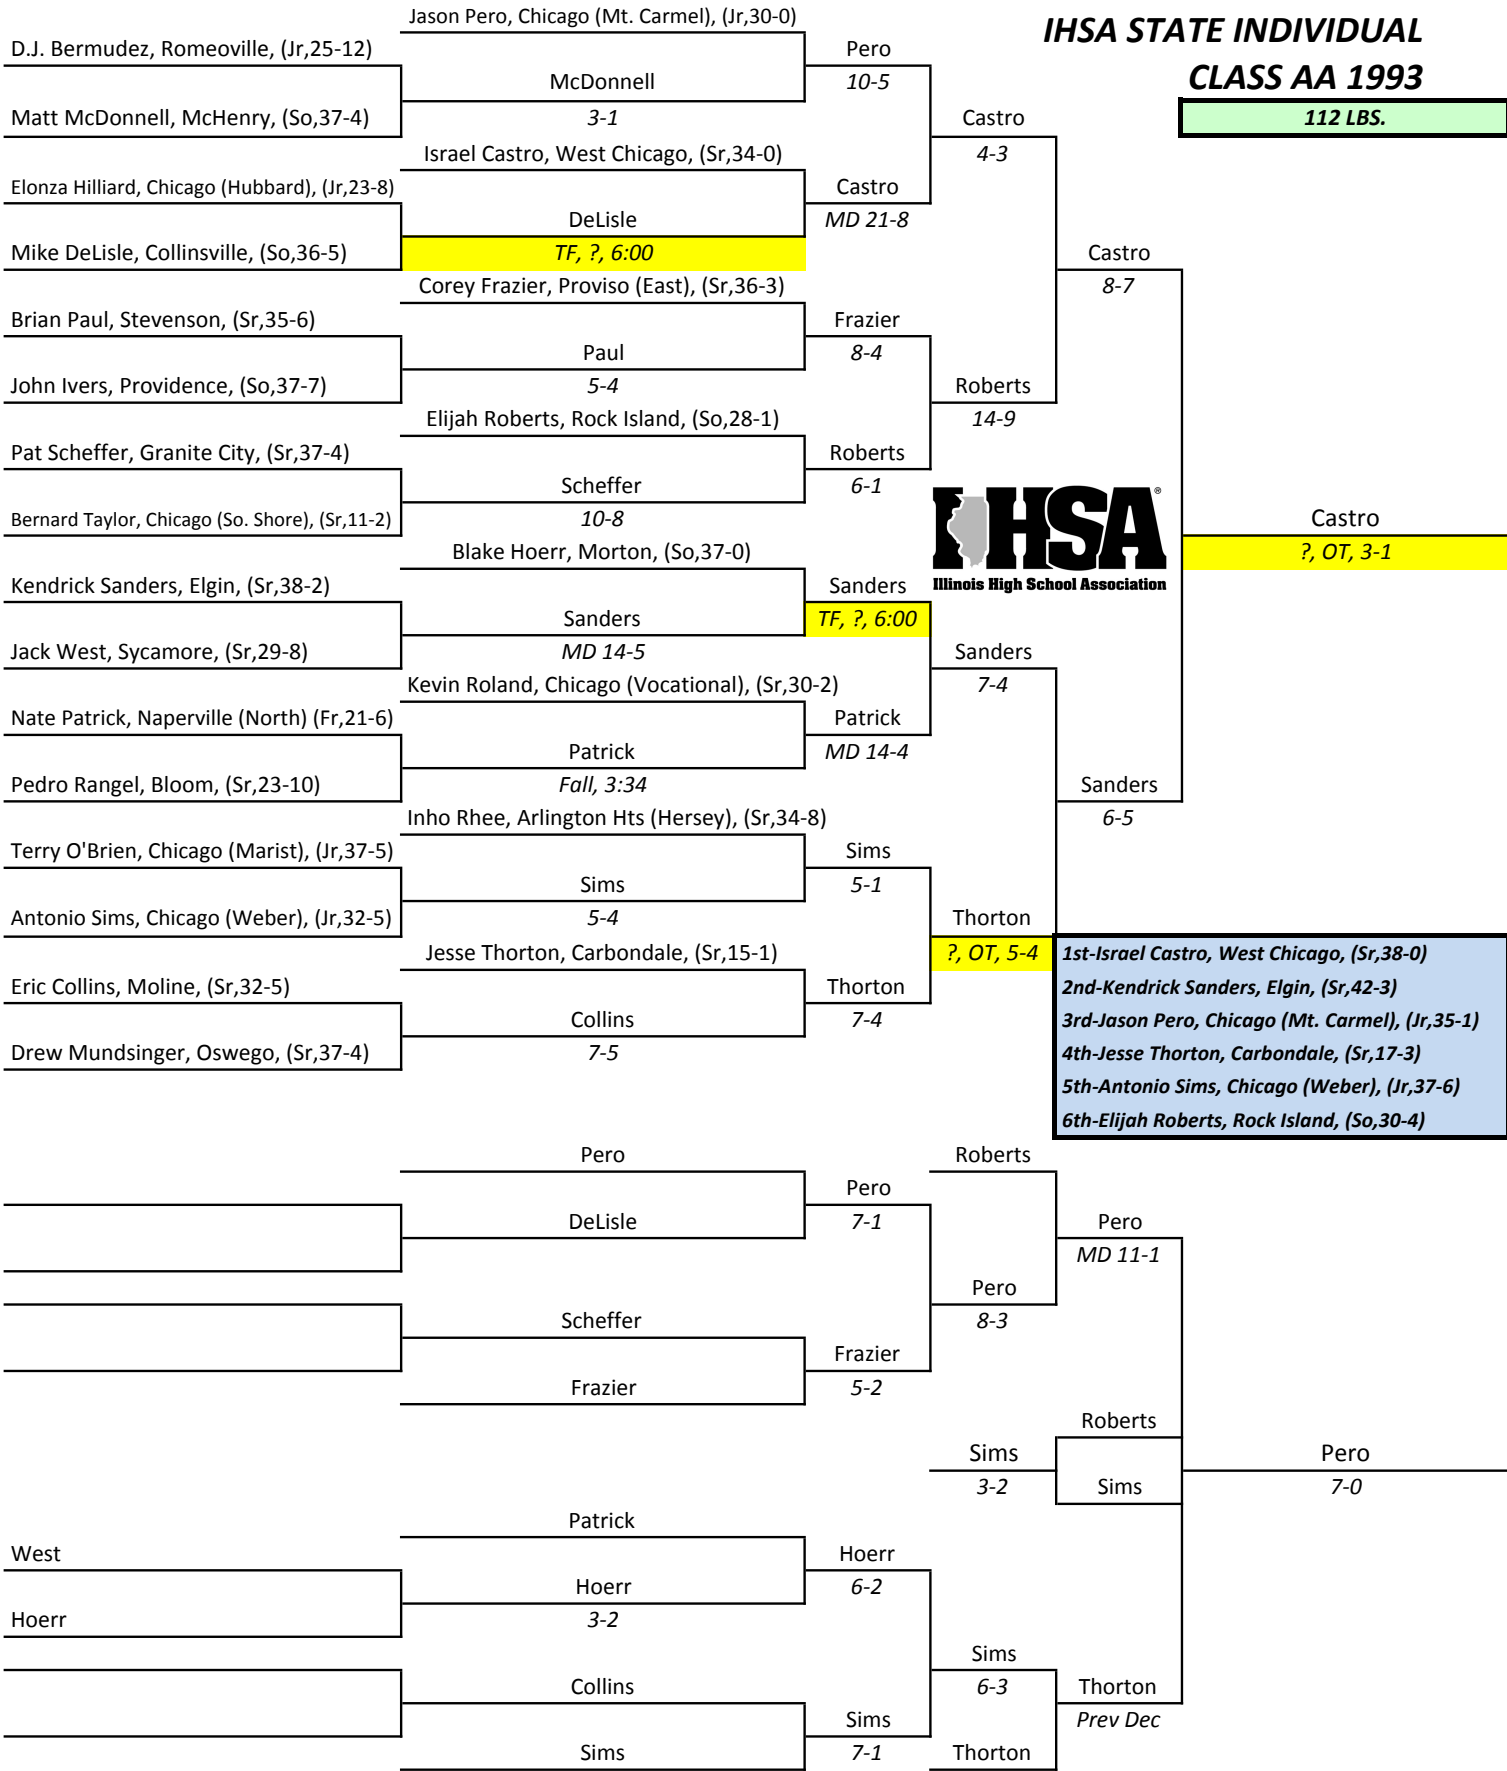 Jason Pero, Chicago (Mt. Carmel), (Jr,30-0)
IHSA STATE INDIVIDUAL
D.J. Bermudez, Romeoville, (Jr,25-12)
Pero
McDonnell
10-5
CLASS AA 1993
Matt McDonnell, McHenry, (So,37-4)
3-1
Castro
112 LBS.
Israel Castro, West Chicago, (Sr,34-0)
4-3
Elonza Hilliard, Chicago (Hubbard), (Jr,23-8)
Castro
DeLisle
MD 21-8
Mike DeLisle, Collinsville, (So,36-5)
TF, ?, 6:00
Castro
Corey Frazier, Proviso (East), (Sr,36-3)
8-7
Brian Paul, Stevenson, (Sr,35-6)
Frazier
Paul
8-4
John Ivers, Providence, (So,37-7)
5-4
Roberts
Elijah Roberts, Rock Island, (So,28-1)
14-9
Pat Scheffer, Granite City, (Sr,37-4)
Roberts
Scheffer
6-1
Bernard Taylor, Chicago (So. Shore), (Sr,11-2)
10-8
IHSA®
Castro
Blake Hoerr, Morton, (So,37-0)
?, OT, 3-1
Kendrick Sanders, Elgin, (Sr,38-2)
Sanders
Illinois High School Association
Sanders
TF, ?, 6:00
Jack West, Sycamore, (Sr,29-8)
MD 14-5
Sanders
Kevin Roland, Chicago (Vocational), (Sr,30-2)
7-4
Nate Patrick, Naperville (North) (Fr,21-6)
Patrick
Patrick
MD 14-4
Pedro Rangel, Bloom, (Sr,23-10)
Fall, 3:34
Sanders
Inho Rhee, Arlington Hts (Hersey), (Sr,34-8)
6-5
Terry O'Brien, Chicago (Marist), (Jr,37-5)
Sims
Sims
5-1
Antonio Sims, Chicago (Weber), (Jr,32-5)
5-4
Thorton
Jesse Thorton, Carbondale, (Sr,15-1)
?, OT, 5-4
1st-Israel Castro, West Chicago, (Sr,38-0)
Eric Collins, Moline, (Sr,32-5)
Thorton
2nd-Kendrick Sanders, Elgin, (Sr,42-3)
Collins
7-4
3rd-Jason Pero, Chicago (Mt. Carmel), (Jr,35-1)
Drew Mundsinger, Oswego, (Sr,37-4)
7-5
4th-Jesse Thorton, Carbondale, (Sr,17-3)
5th-Antonio Sims, Chicago (Weber), (Jr,37-6)
6th-Elijah Roberts, Rock Island, (So,30-4)
Pero
Roberts
Pero
DeLisle
7-1
Pero
MD 11-1
Pero
Scheffer
8-3
Frazier
Frazier
5-2
Roberts
Sims
Pero
3-2
Sims
7-0
Patrick
West
Hoerr
Hoerr
6-2
Hoerr
3-2
Sims
Collins
6-3
Thorton
Sims
Prev Dec
Sims
7-1
Thorton